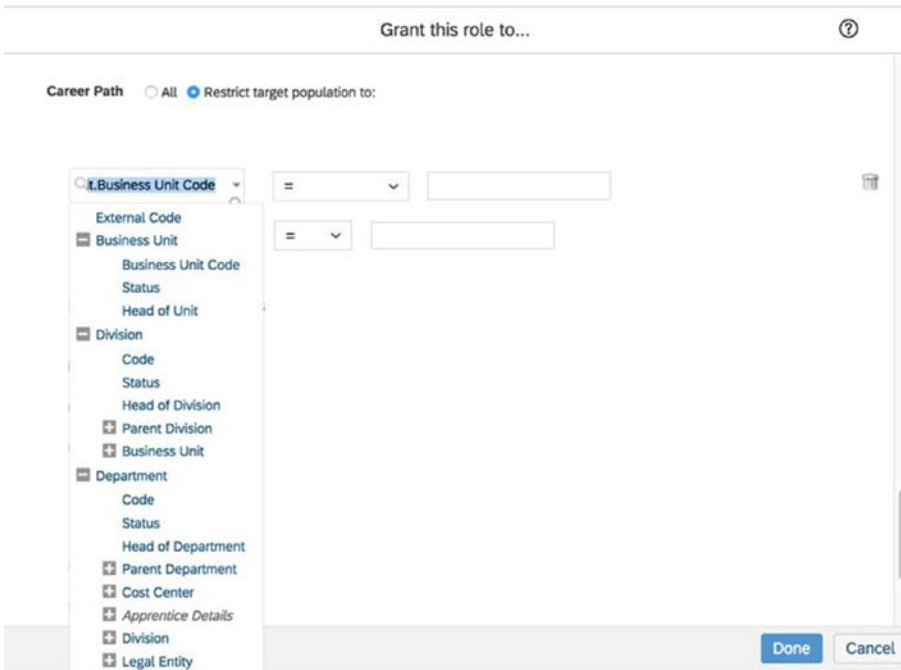 Grant this role to...
Career Path All Restrict target population to:
t.Business Unit Code =
External Code
=
Business Unit
Business Unit Code
Status
Head of Unit
Division
Code
Status
Head of Division
Parent Division
Business Unit
Department
Code
Status
Head of Department
Parent Department
Cost Center
Apprentice Details
Division
Legal Entity
Done Cancel